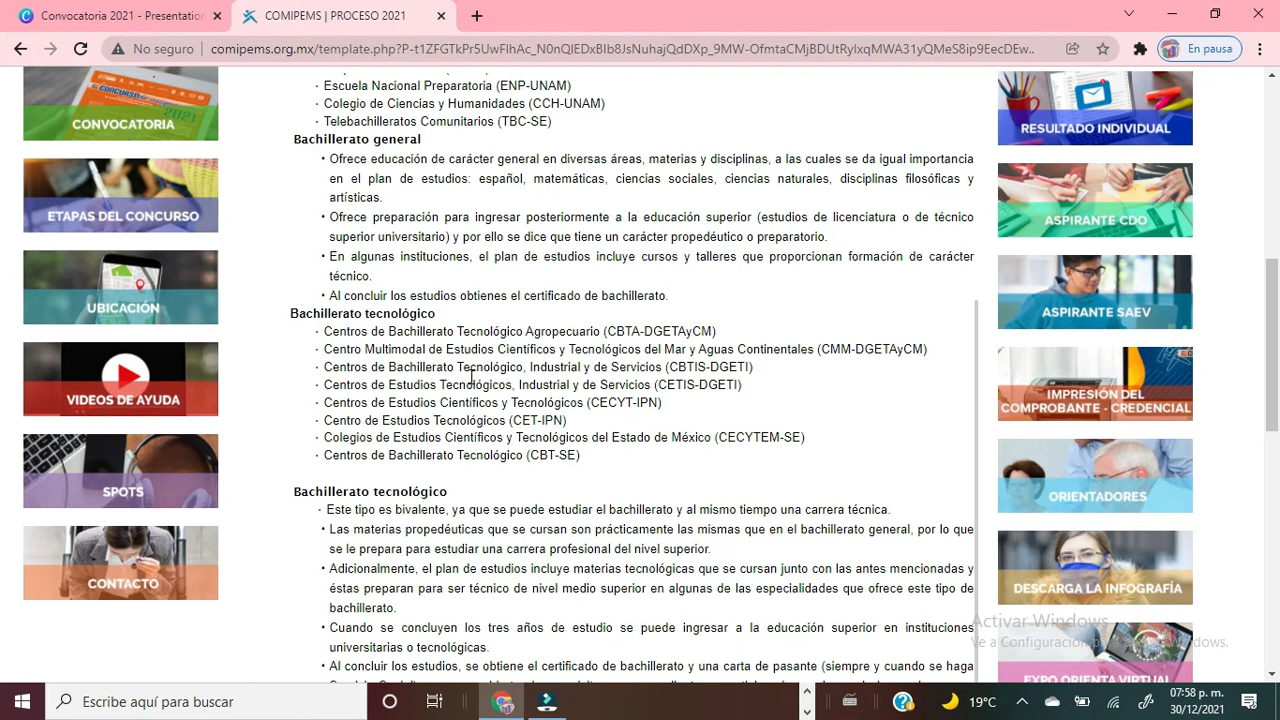 Convocatoria 2021 - Presentatio
COMIPEMS | PROCESO 2021
No seguro
En pausa
CONVOCATORIA
ETAPAS DEL CONCURSO
UBICACIÓN
VIDEOS DE AYUDA
SPOTS
CONTACTO
· Escuela Nacional Preparatoria (ENP-UNAM)
· Colegio de Ciencias y Humanidades (CCH-UNAM)
· Telebachilleratos Comunitarios (TBC-SE)
Bachillerato general
· Ofrece educación de carácter general en diversas áreas, materias y disciplinas, a las cuales se da igual importancia
en el plan de estudios: español, matemáticas, ciencias sociales, ciencias naturales, disciplinas filosóficas y
artísticas.
· Ofrece preparación para ingresar posteriormente a la educación superior (estudios de licenciatura o de técnico
superior universitario) y por ello se dice que tiene un carácter propedéutico o preparatorio.
· En algunas instituciones, el plan de estudios incluye cursos y talleres que proporcionan formación de carácter
técnico.
· Al concluir los estudios obtienes el certificado de bachillerato.
Bachillerato tecnológico
· Centros de Bachillerato Tecnológico Agropecuario (CBTA-DGETAyCM)
· Centro Multimodal de Estudios Científicos y Tecnológicos del Mar y Aguas Continentales (CMM-DGETAyCM)
· Centros de Bachillerato Tecnológico, Industrial y de Servicios (CBTIS-DGETI)
· Centros de Estudios Tecnológicos, Industrial y de Servicios (CETIS-DGETI)
· Centros de Estudios Científicos y Tecnológicos (CECYT-IPN)
· Centro de Estudios Tecnológicos (CET-IPN)
· Colegios de Estudios Científicos y Tecnológicos del Estado de México (CECYTEM-SE)
· Centros de Bachillerato Tecnológico (CBT-SE)
Bachillerato tecnológico
· Este tipo es bivalente, ya que se puede estudiar el bachillerato y al mismo tiempo una carrera técnica.
· Las materias propedéuticas que se cursan son prácticamente las mismas que en el bachillerato general, por lo que
se le prepara para estudiar una carrera profesional del nivel superior.
· Adicionalmente, el plan de estudios incluye materias tecnológicas que se cursan junto con las antes mencionadas y
éstas preparan para ser técnico de nivel medio superior en algunas de las especialidades que ofrece este tipo de
bachillerato.
· Una vez se concluyen los tres años de estudio se puede ingresar a la educación superior en instituciones
universitarias o tecnológicas.
· Al concluir los estudios, se obtiene el certificado de bachillerato y una carta de pasante (siempre y cuando se haga
RESULTADO INDIVIDUAL
ASPIRANTE CDO
ASPIRANTE SAEV
IMPRESIÓN DEL
COMPROBANTE - CREDENCIAL
ORIENTADORES
DESCARGA LA INFOGRAFÍA
EXPO ORIENTA VIRTUAL
Activar Windows
Ve a Configuración para activar Windows.
Escribe aquí para buscar
19°C
07:58 p. m.
30/12/2021